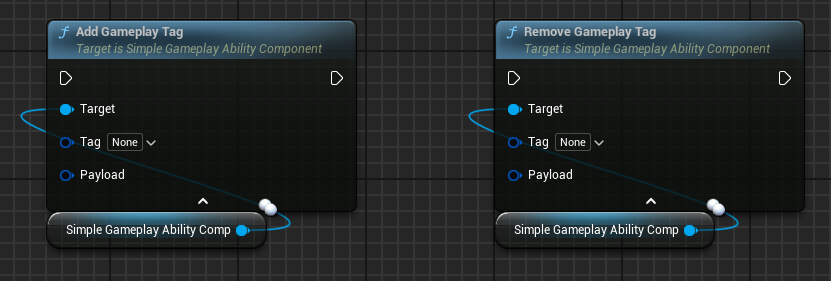 f Add Gameplay Tag
Target is Simple Gameplay Ability Component
Target
Tag None
Payload
Simple Gameplay Ability Comp
f Remove Gameplay Tag
Target is Simple Gameplay Ability Component
Target
Tag None
Payload
Simple Gameplay Ability Comp